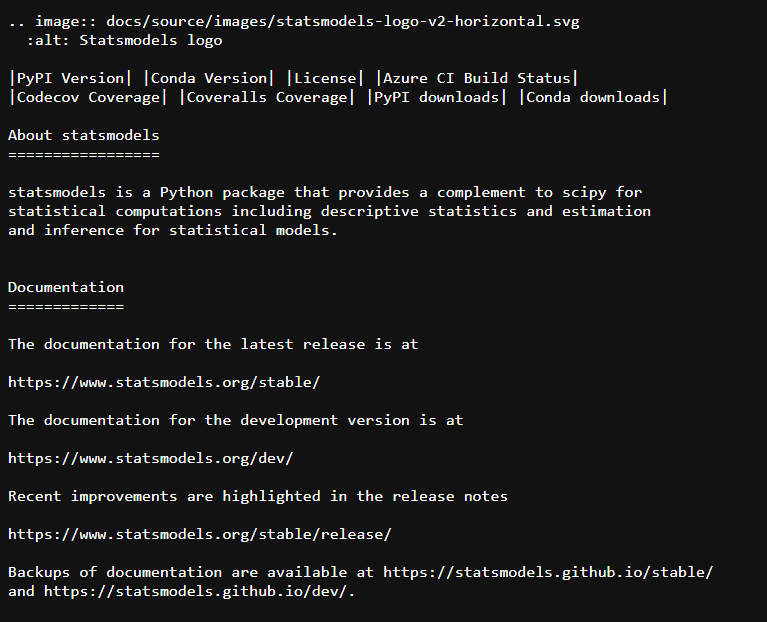 .. image:: docs/source/images/statsmodels-logo-v2-horizontal.svg
  :alt: Statsmodels logo

|PyPI Version| |Conda Version| |License| |Azure CI Build Status|
|Codecov Coverage| |Coveralls Coverage| |PyPI downloads| |Conda downloads|

About statsmodels
=================

statsmodels is a Python package that provides a complement to scipy for
statistical computations including descriptive statistics and estimation
and inference for statistical models.


Documentation
=============

The documentation for the latest release is at

https://www.statsmodels.org/stable/

The documentation for the development version is at

https://www.statsmodels.org/dev/

Recent improvements are highlighted in the release notes

https://www.statsmodels.org/stable/release/

Backups of documentation are available at https://statsmodels.github.io/stable/
and https://statsmodels.github.io/dev/.